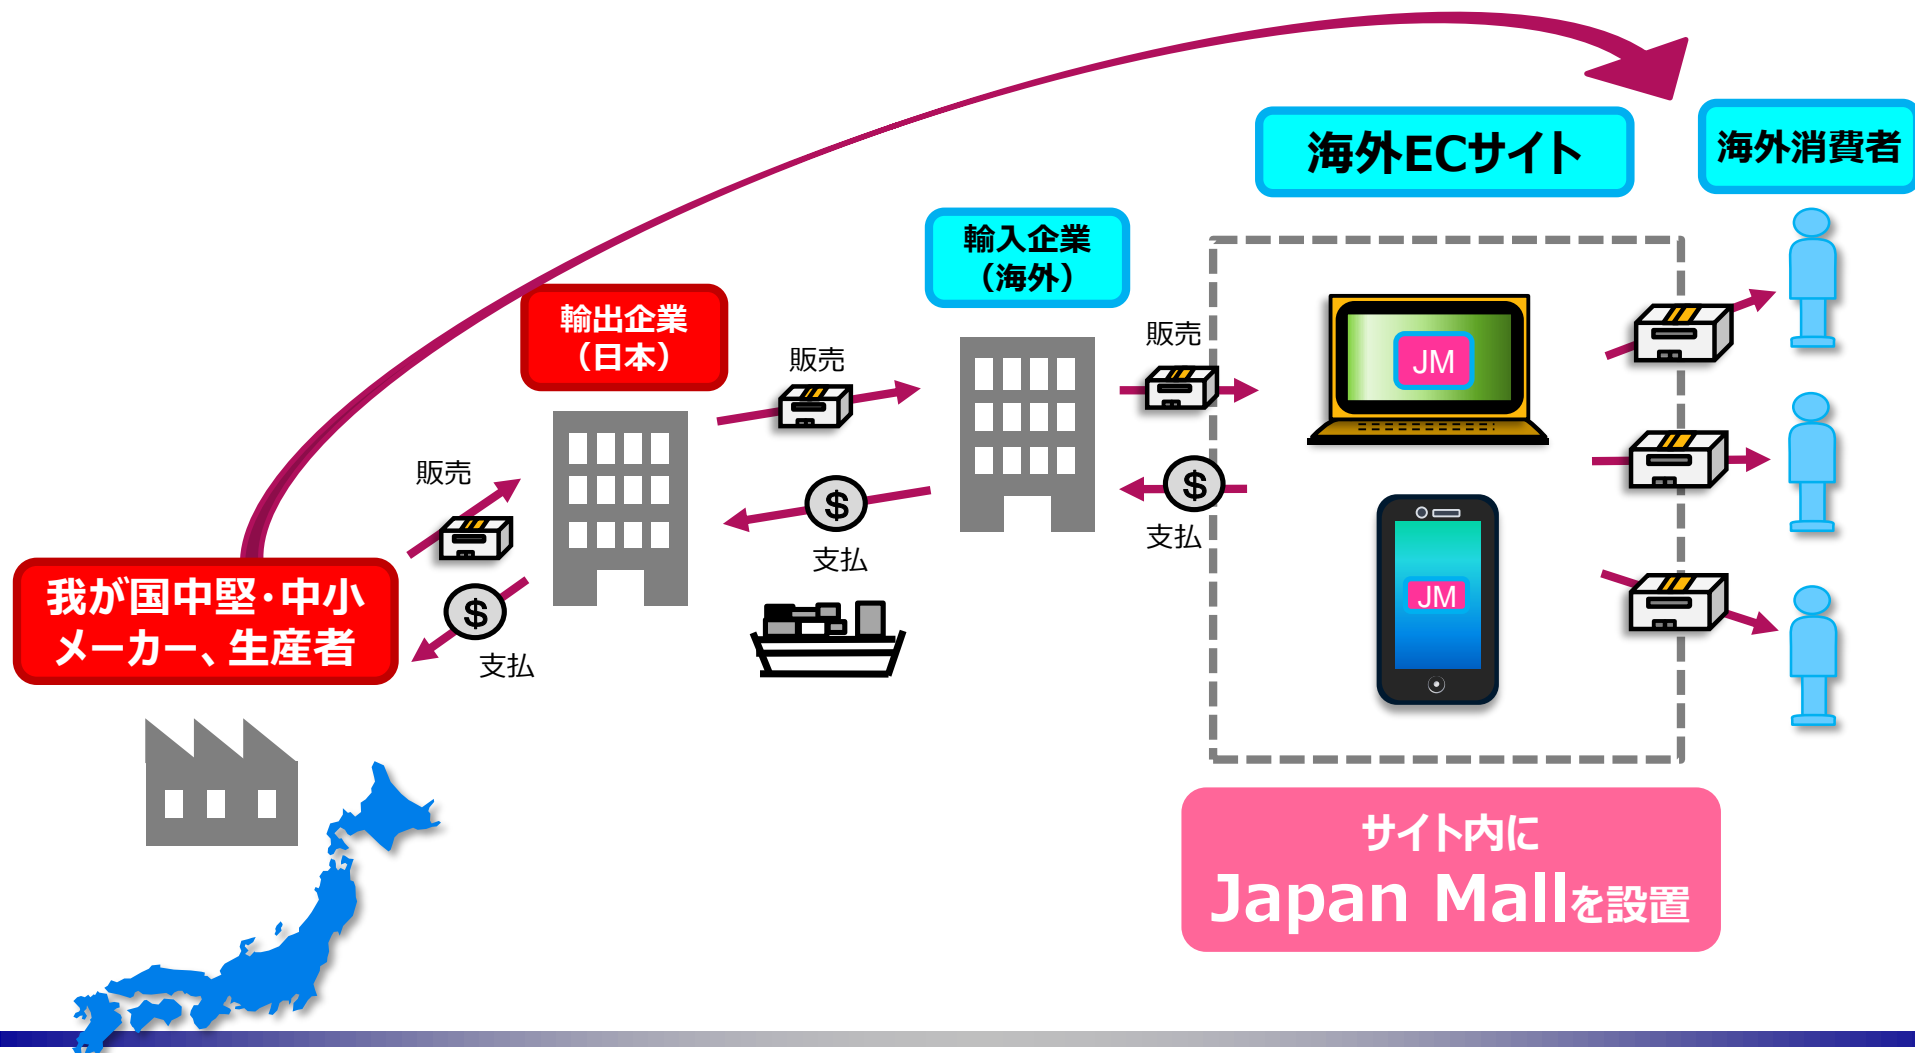 海外ECサイト
海外消費者
輸入企業
（海外）
輸出企業
（日本）
販売
販売
販売
JM
$
$
$
支払
支払
支払
JM
我が国中堅・中小
メーカー、生産者
サイト内に
Japan Mallを設置